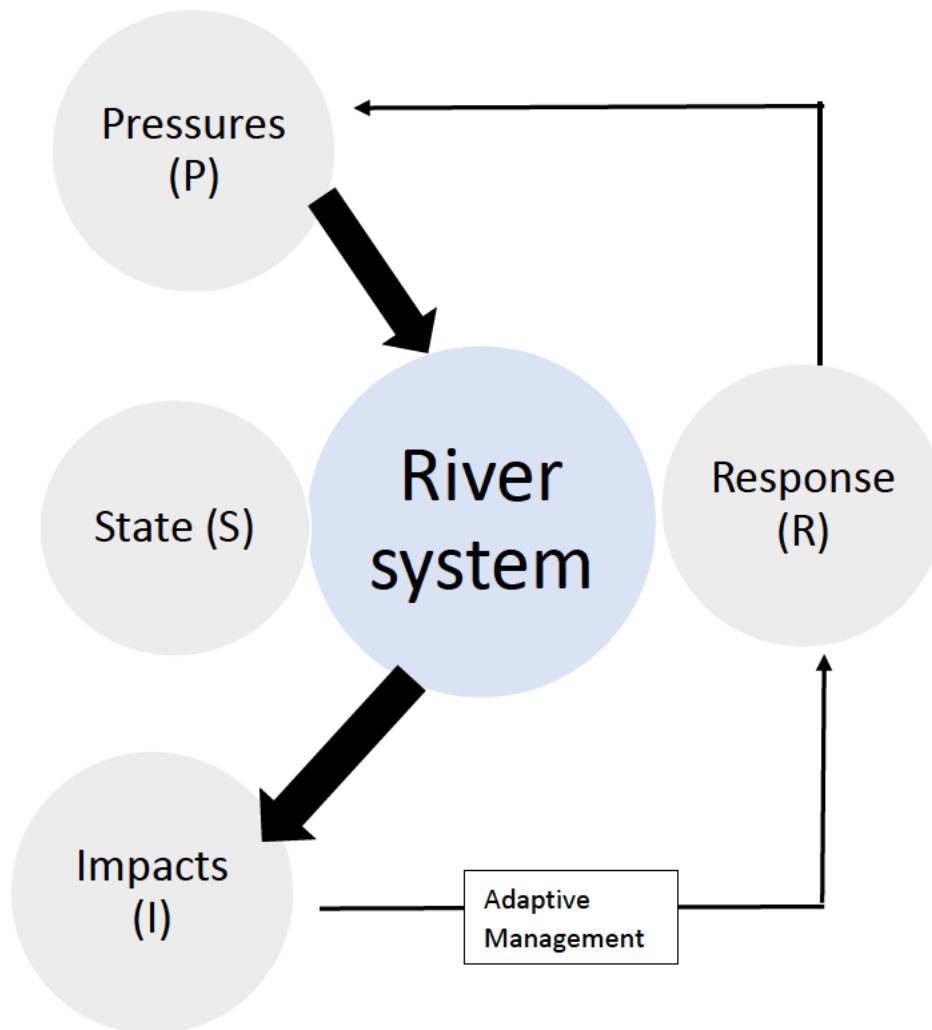 Pressures
(P)
River
system
Response
(R)
State (S)
Impacts
(I)
Adaptive
Management